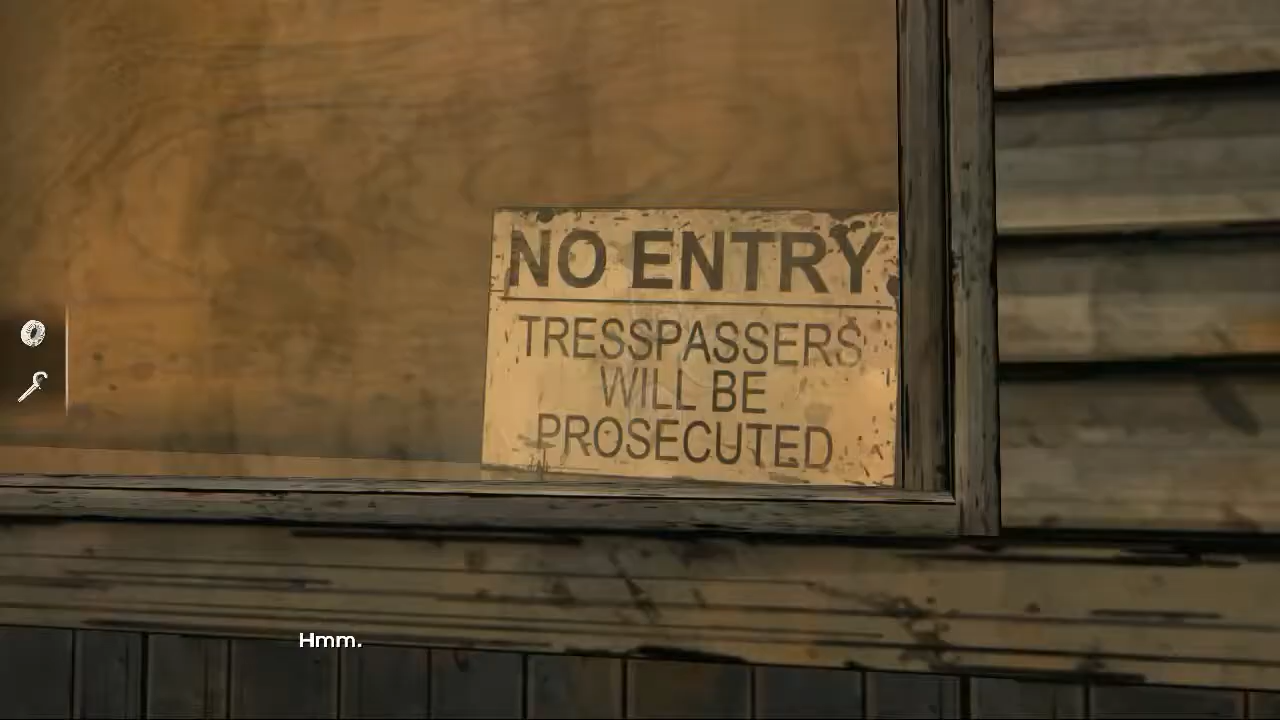 NO ENTRY
TRESSPASSERS
WILL BE
PROSECUTED
Hmm.